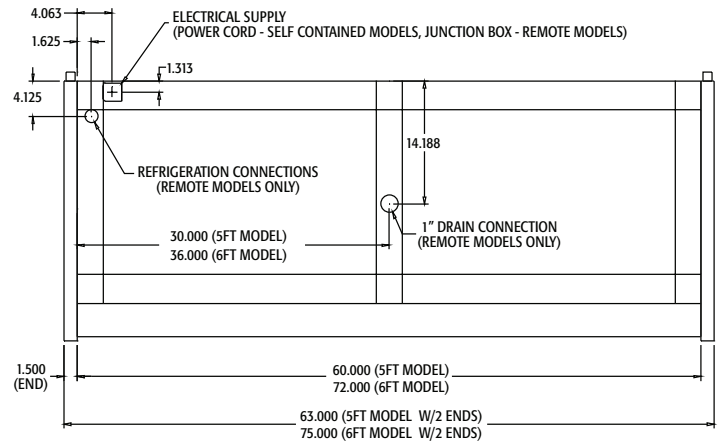 4.063
ELECTRICAL SUPPLY
(POWER CORD - SELF CONTAINED MODELS, JUNCTION BOX - REMOTE MODELS)
1.625
1.313
4.125
14.188
REFRIGERATION CONNECTIONS
(REMOTE MODELS ONLY)
1" DRAIN CONNECTION
(REMOTE MODELS ONLY)
30.000 (5FT MODEL)
36.000 (6FT MODEL)
1.500
(END)
60.000 (5FT MODEL)
72.000 (6FT MODEL)
63.000 (5FT MODEL W/2 ENDS)
75.000 (6FT MODEL W/2 ENDS)